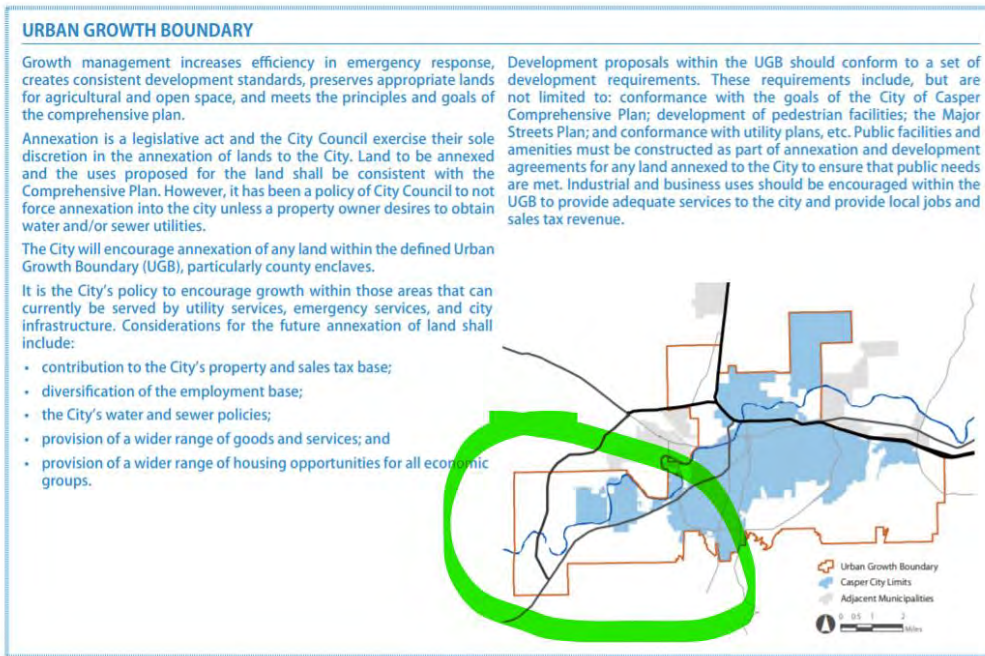 URBAN GROWTH BOUNDARY
Growth management increases efficiency in emergency response,
creates consistent development standards, preserves appropriate lands
for agricultural and open space, and meets the principles and goals of
the comprehensive plan.
Annexation is a legislative act and the City Council exercise their sole
discretion in the annexation of lands to the City. Land to be annexed
and the uses proposed for the land shall be consistent with the
Comprehensive Plan. However, it has been a policy of City Council to not
force annexation into the city unless a property owner desires to obtain
water and/or sewer utilities.
The City will encourage annexation of any land within the defined Urban
Growth Boundary (UGB), particularly county enclaves.
It is the City's policy to encourage growth within those areas that can
currently be served by utility services, emergency services, and city
infrastructure. Considerations for the future annexation of land shall
include:
• contribution to the City's property and sales tax base;
• diversification of the employment base;
• the City's water and sewer policies;
• provision of a wider range of goods and services; and
• provision of a wider range of housing opportunities for all economic
groups.
Development proposals within the UGB should conform to a set of
development requirements. These requirements include, but are
not limited to: conformance with the goals of the City of Casper
Comprehensive Plan; development of pedestrian facilities; the Major
Streets Plan; and conformance with utility plans, etc. Public facilities and
amenities must be constructed as part of annexation and development
agreements for any land annexed to the City to ensure that public needs
are met. Industrial and business uses should be encouraged within the
UGB to provide adequate services to the city and provide local jobs and
sales tax revenue.
Urban Growth Boundary
Casper City Limits
Adjacent Municipalities
0 0.5 1 2
Miles